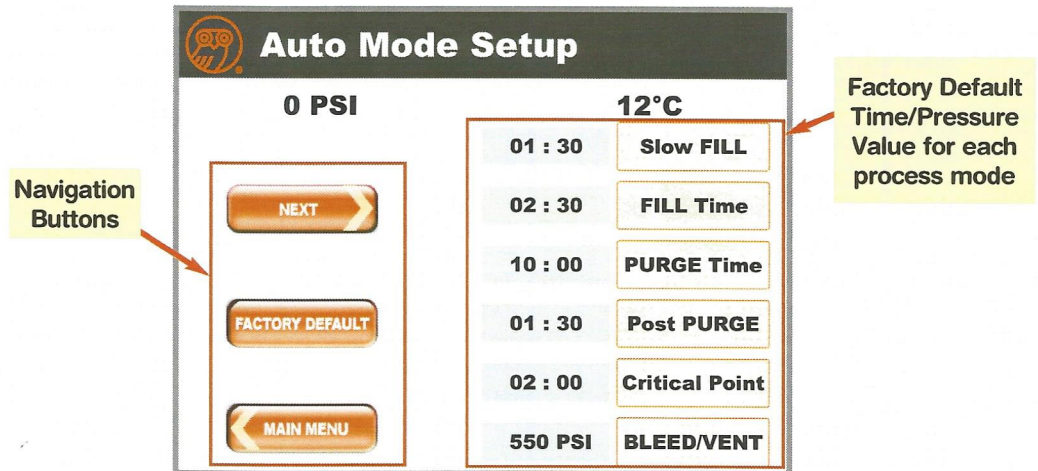 Auto Mode Setup
0 PSI
12°C
Navigation
Buttons
NEXT
FACTORY DEFAULT
MAIN MENU
01 : 30 Slow FILL
02 : 30 FILL Time
10 : 00 PURGE Time
01 : 30 Post PURGE
02 : 00 Critical Point
550 PSI BLEED/VENT
Factory Default
Time/Pressure
Value for each
process mode